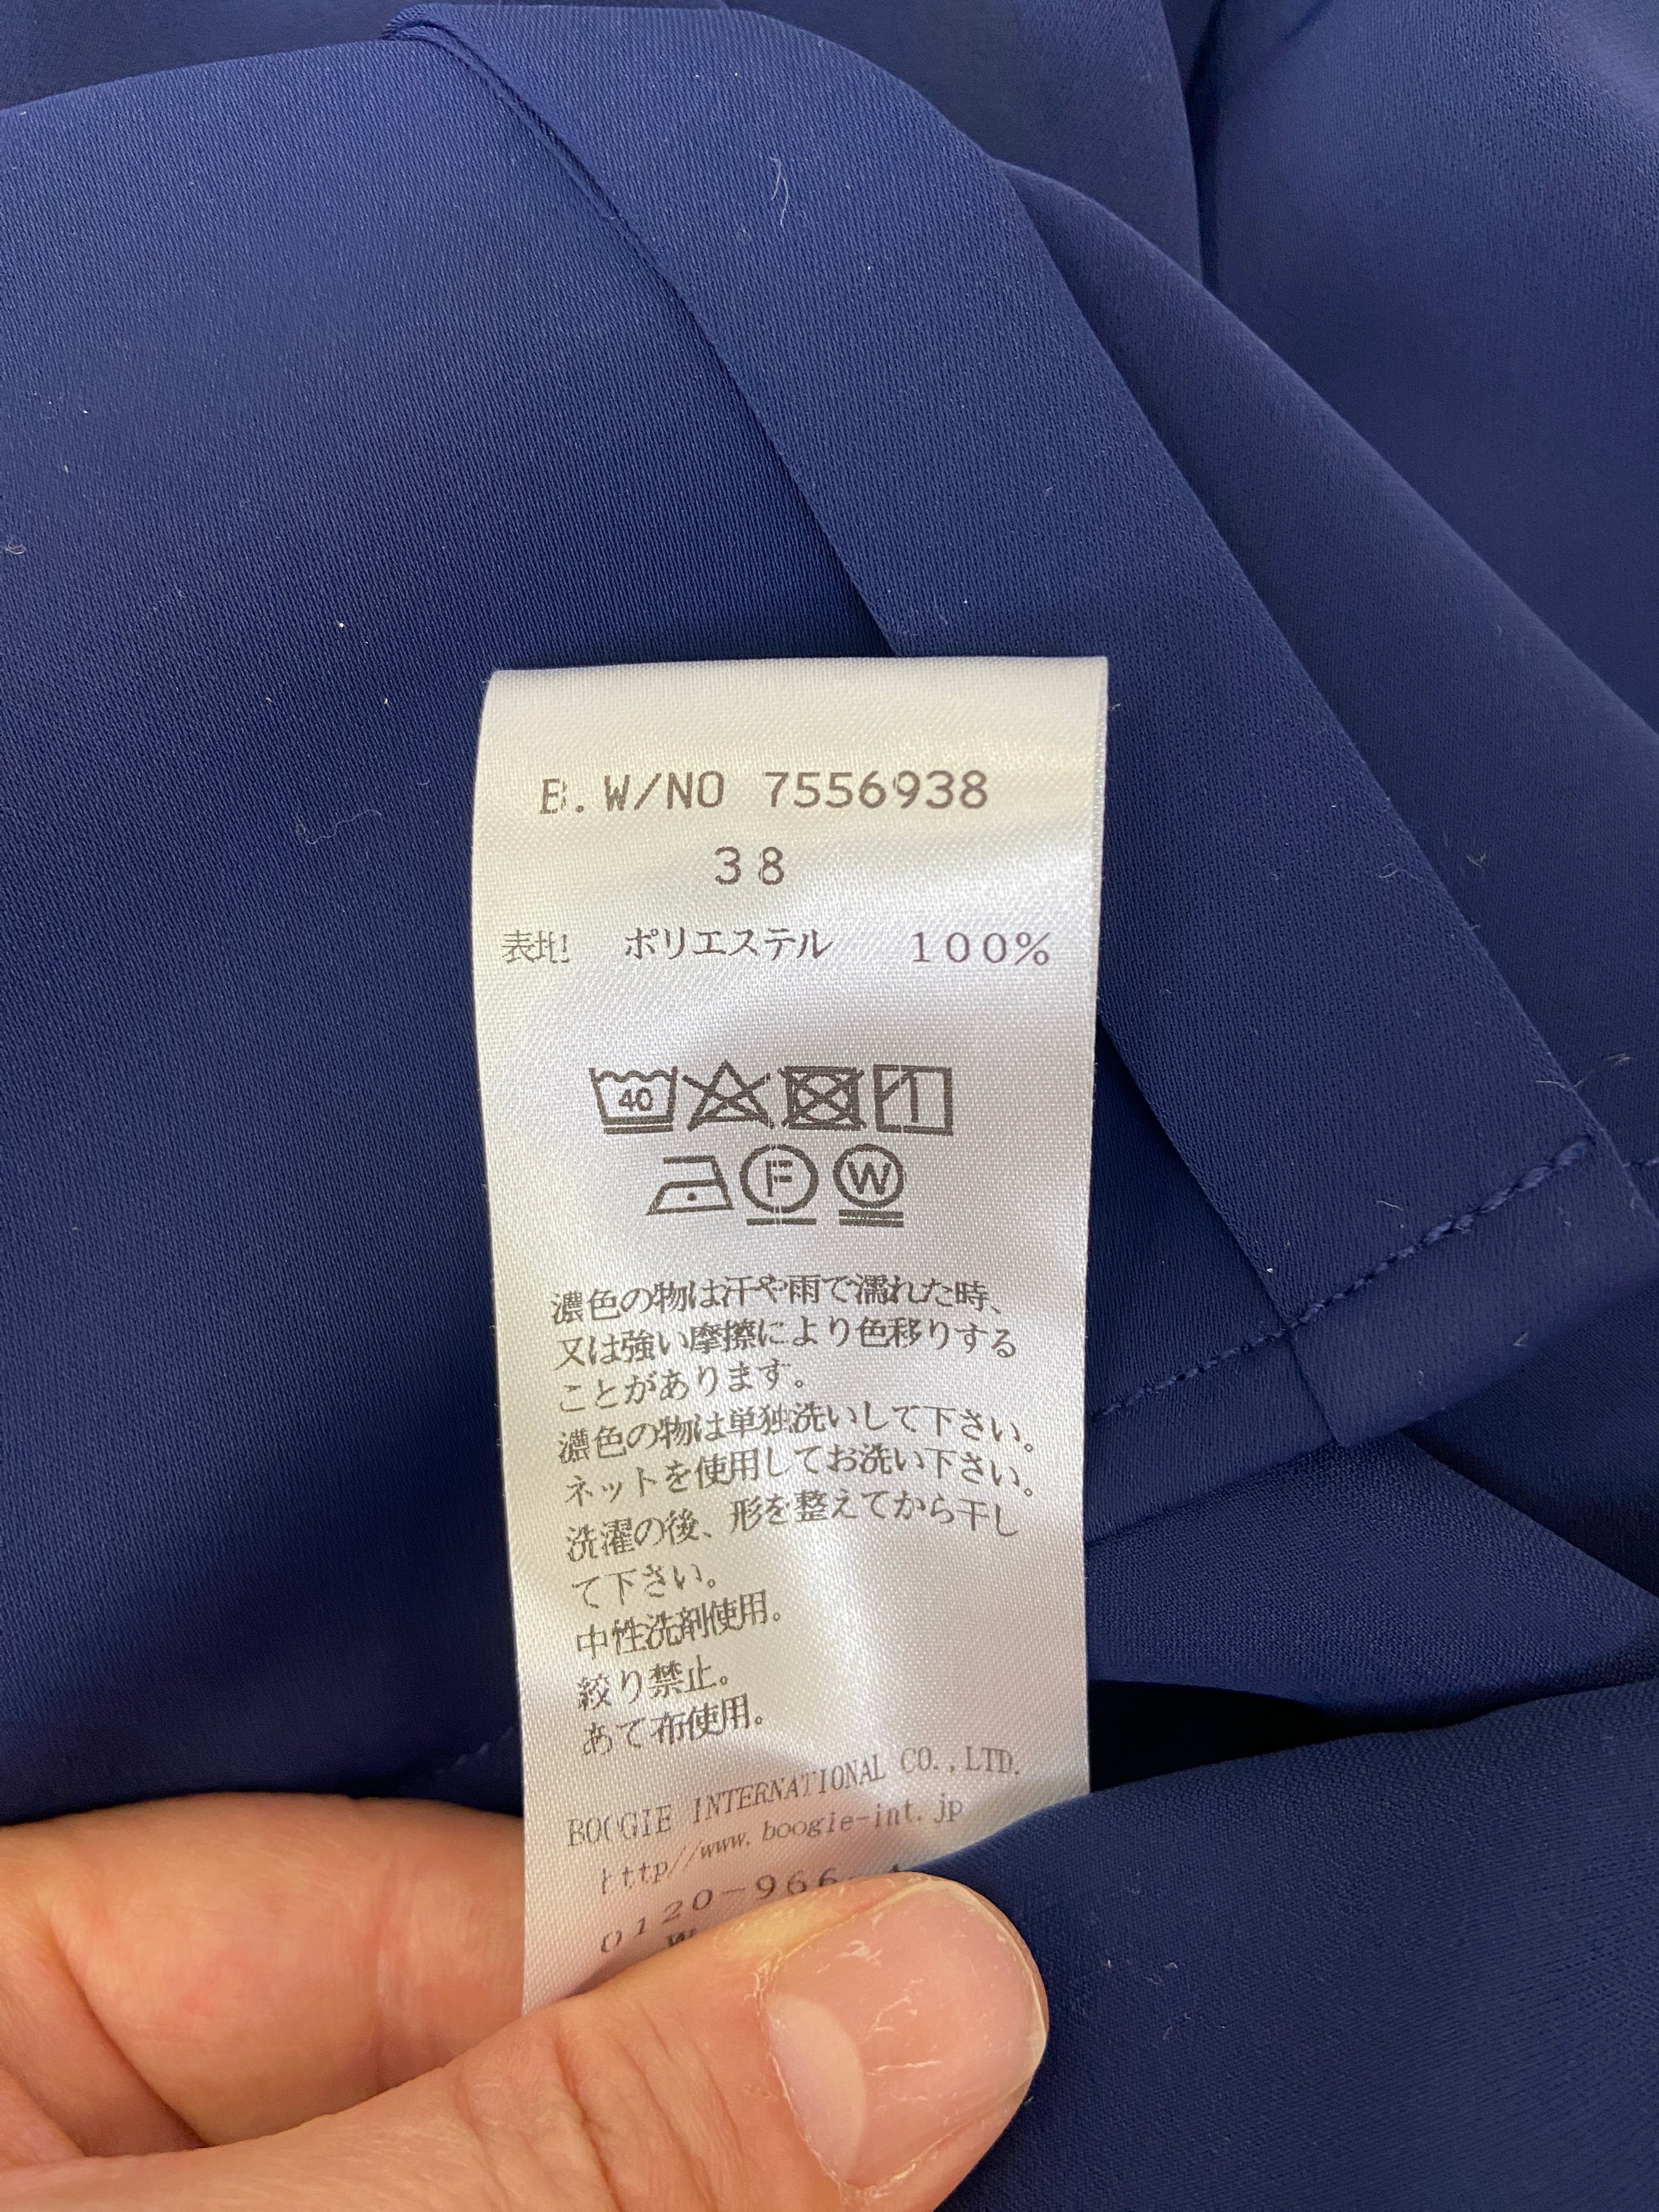 B.W/NO 7556938
38
表地 ポリエステル 100%
40
F W
濃色の物は汗や雨で濡れた時、
又は強い摩擦により色移りする
ことがあります。
濃色の物は単独洗いして下さい。
ネットを使用してお洗い下さい。
洗濯の後、形を整えてから干し
て下さい。
中性洗剤使用。
絞り禁止。
あて布使用。
BOOGIE INTERNATIONAL CO.,LTD.
http//www.boogie-int.jp
0120-966-
W